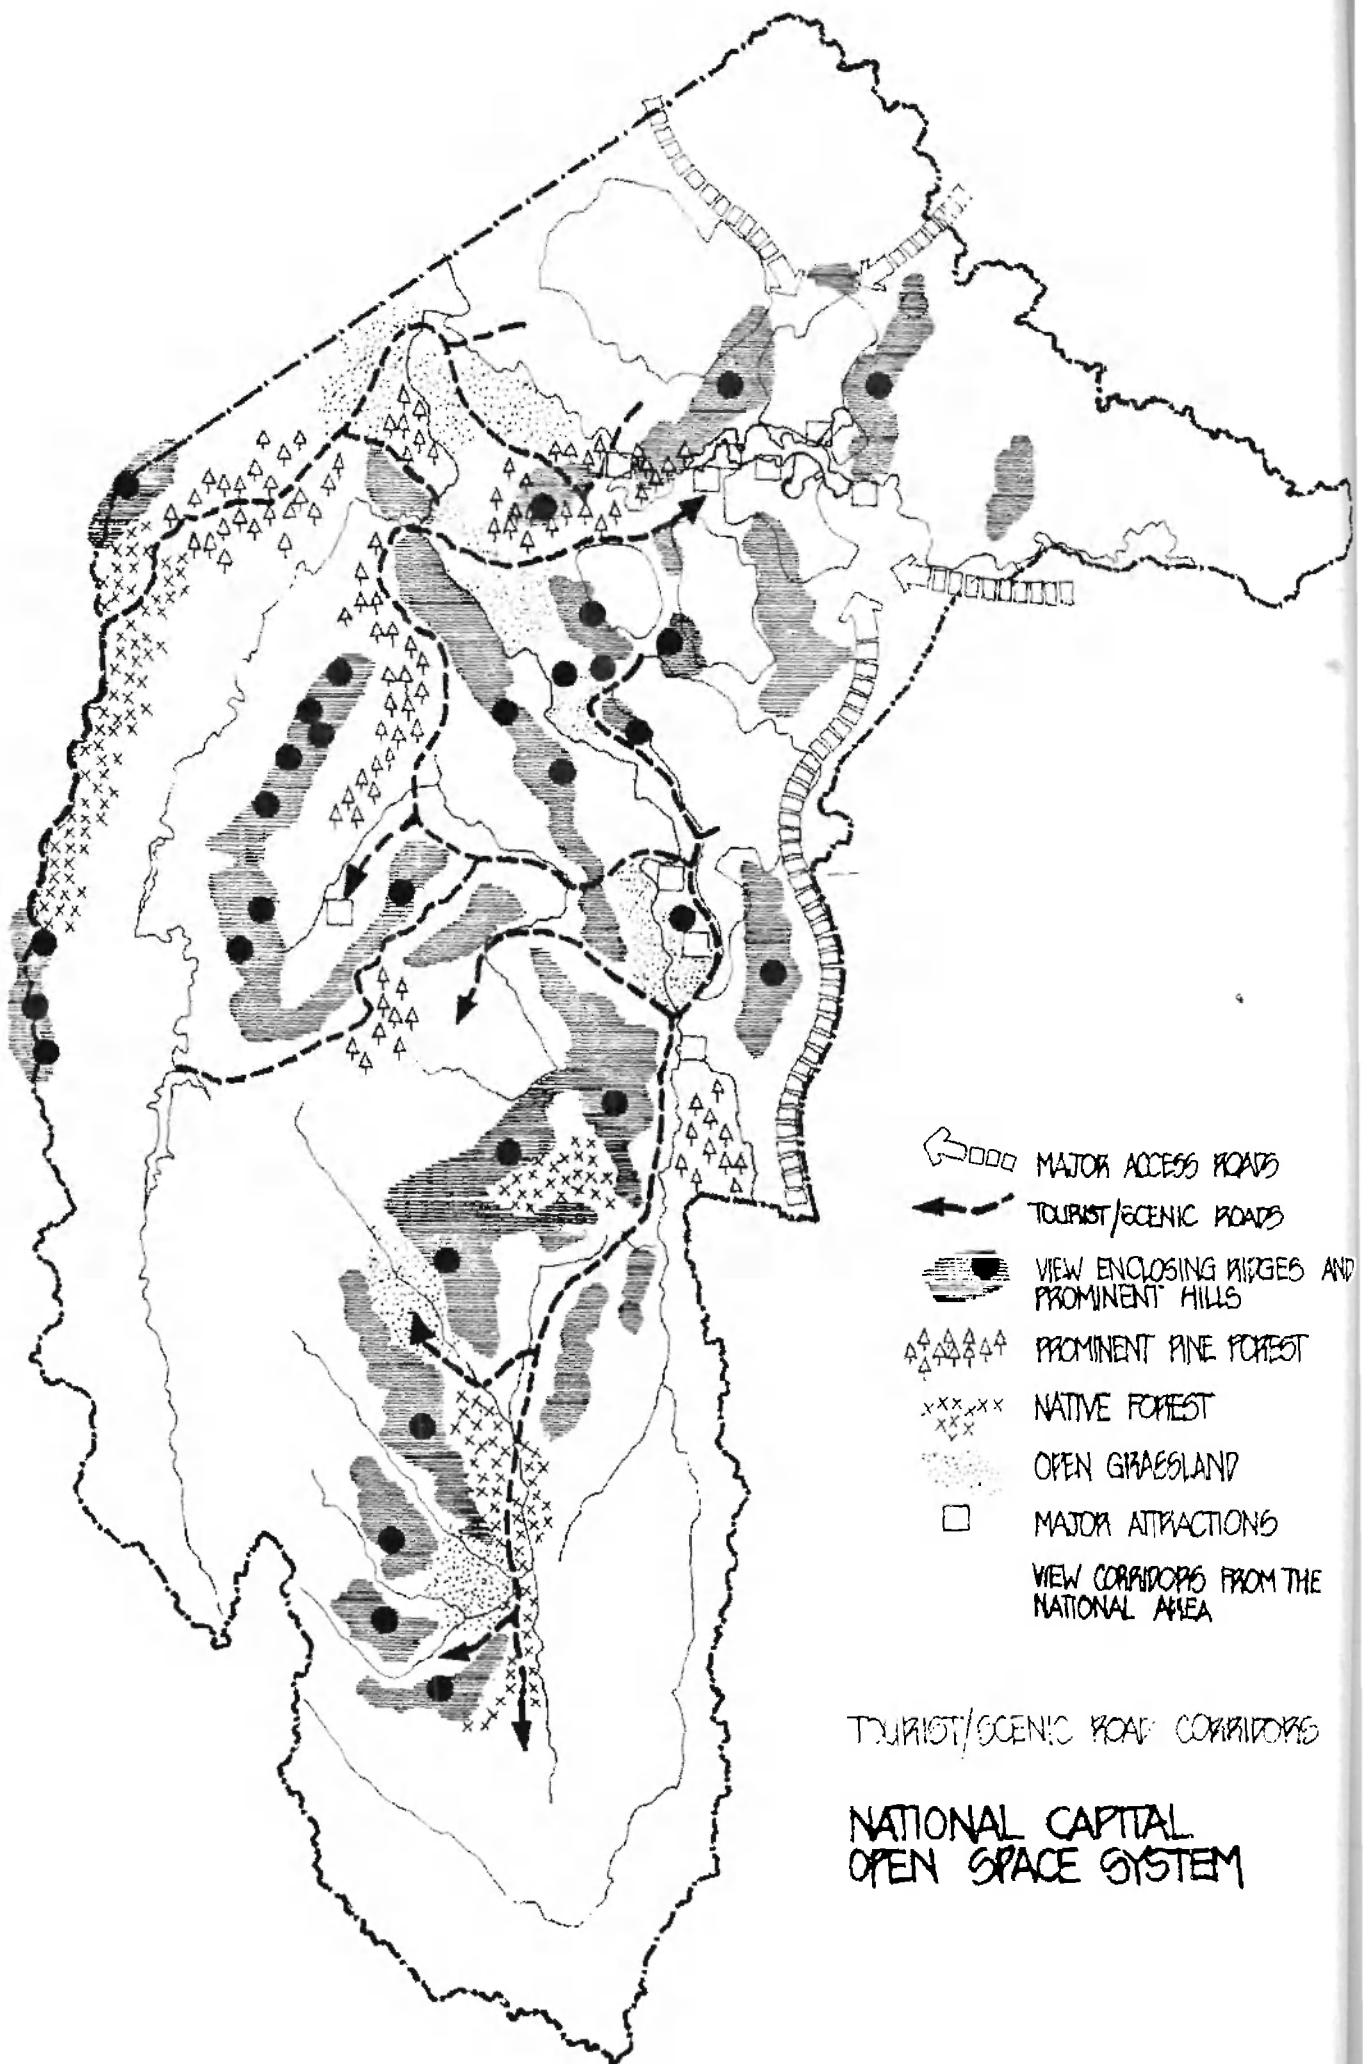 MAJOR ACCESS ROADS
TOURIST/SCENIC ROADS
VIEW ENCLOSING RIDGES AND
PROMINENT HILLS
PROMINENT PINE FOREST
NATIVE FOREST
OPEN GRASSLAND
MAJOR ATTRACTIONS
VIEW CORRIDORS FROM THE
NATIONAL AREA
TOURIST/SCENIC ROAD CORRIDORS
NATIONAL CAPITAL
OPEN SPACE SYSTEM